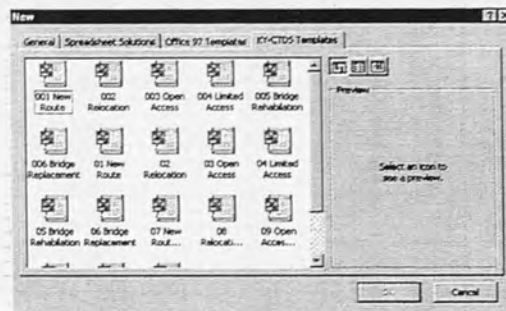 New
General Spreadsheet Solutions Office 97 Templates KY-CTDS Templates
001 New Route
002 Relocation
003 Open Access
004 Limited Access
005 Bridge Rehabilitation
006 Bridge Replacement
01 New Route
02 Relocation
03 Open Access
04 Limited Access
05 Bridge Rehabilitation
06 Bridge Replacement
07 New Rout...
08 Relocati...
09 Open Acces...
Preview
Select an icon to
see a preview.
Cancel